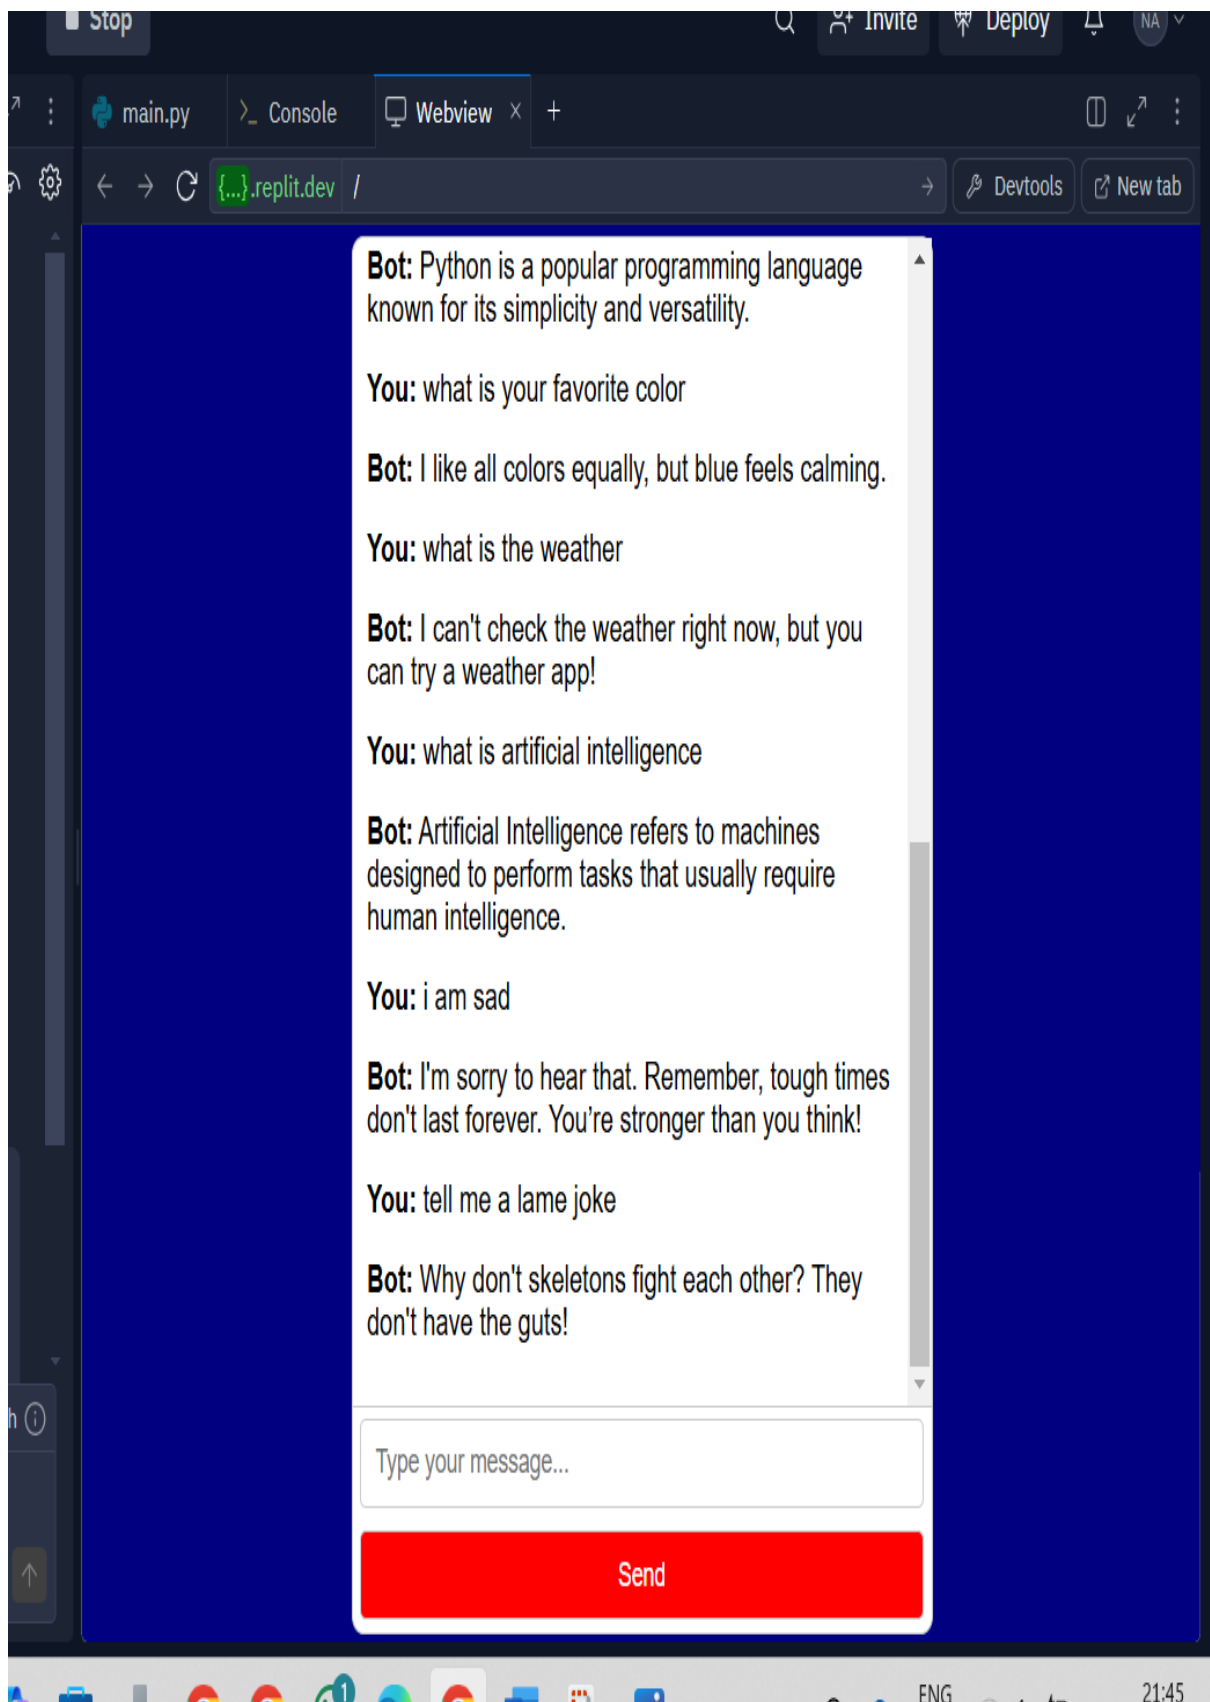 Stop
Invite
Deploy
NA
main.py
Console
Webview
{...}.replit.dev /
Devtools
New tab
Bot: Python is a popular programming language
known for its simplicity and versatility.
You: what is your favorite color
Bot: I like all colors equally, but blue feels calming.
You: what is the weather
Bot: I can't check the weather right now, but you
can try a weather app!
You: what is artificial intelligence
Bot: Artificial Intelligence refers to machines
designed to perform tasks that usually require
human intelligence.
You: i am sad
Bot: I'm sorry to hear that. Remember, tough times
don't last forever. You’re stronger than you think!
You: tell me a lame joke
Bot: Why don't skeletons fight each other? They
don't have the guts!
h
Type your message...
Send
1
ENG
21:45